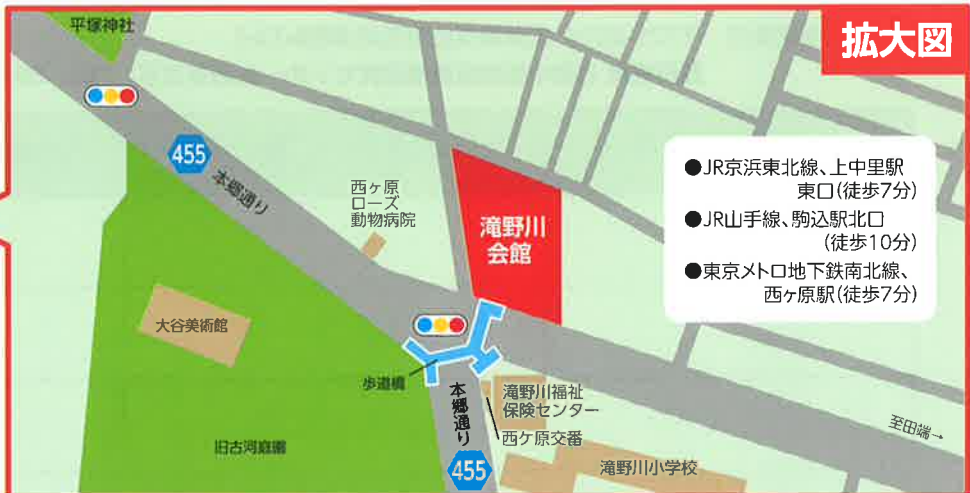 平塚神社
拡大図
455
本郷通り
西ヶ原
ローズ
動物病院
滝野川
会館
●JR京浜東北線、上中里駅
東口(徒歩7分)
●JR山手線、駒込駅北口
(徒歩10分)
●東京メトロ地下鉄南北線、
西ヶ原駅(徒歩7分)
大谷美術館
歩道橋
本郷通り
滝野川福祉
保険センター
西ケ原交番
至田端→
旧古河庭園
455
滝野川小学校